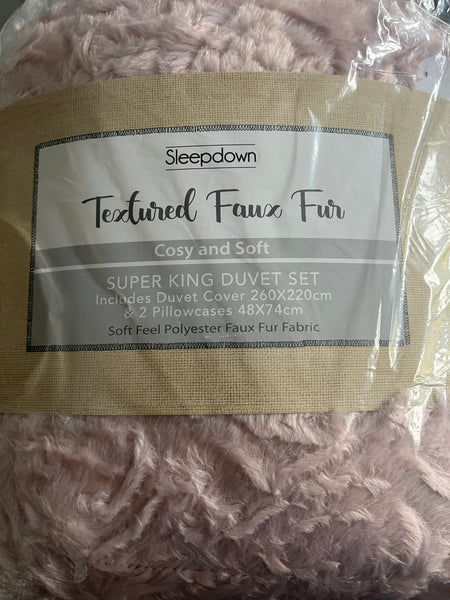 Sleepdown
Textured Faux Fur
Cosy and Soft
SUPER KING DUVET SET
Includes Duvet Cover 260X220cm
& 2 Pillowcases 48X74cm
Soft Feel Polyester Faux Fur Fabric